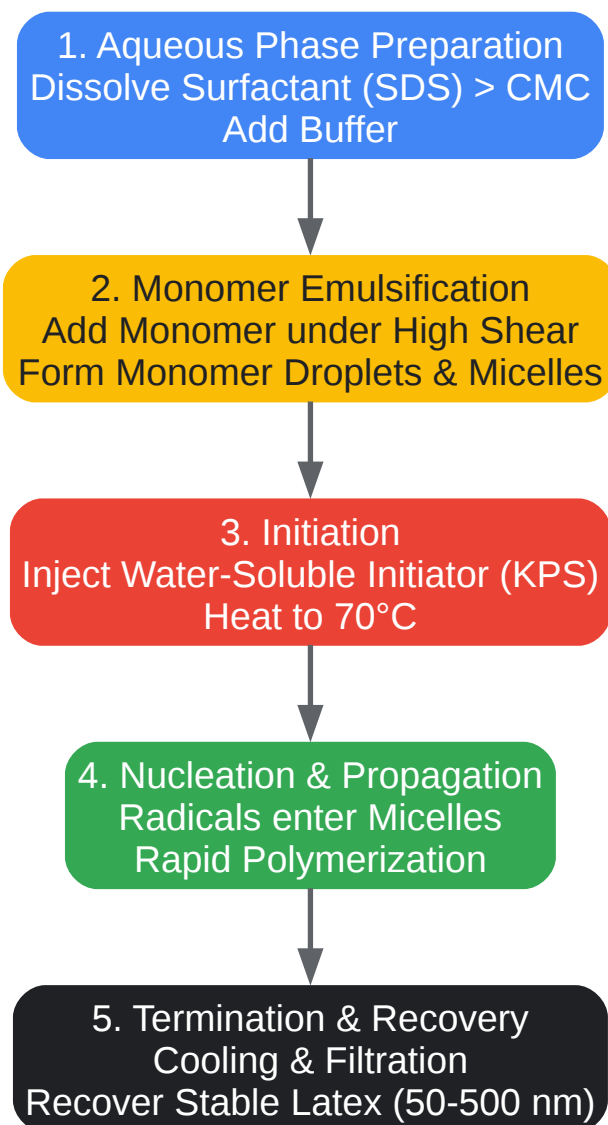 1. Aqueous Phase Preparation
Dissolve Surfactant (SDS) > CMC
Add Buffer
2. Monomer Emulsification
Add Monomer under High Shear
Form Monomer Droplets & Micelles
3. Initiation
Inject Water-Soluble Initiator (KPS)
Heat to 70°C
4. Nucleation & Propagation
Radicals enter Micelles
Rapid Polymerization
5. Termination & Recovery
Cooling & Filtration
Recover Stable Latex (50-500 nm)